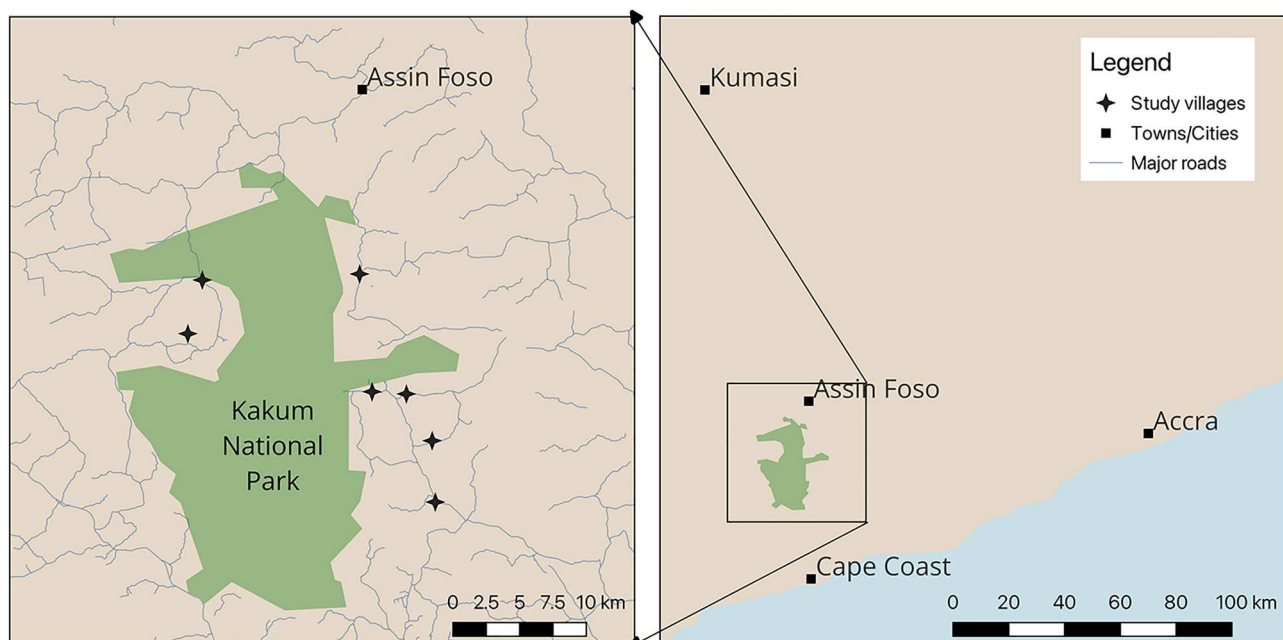 Assin Foso
Kakum
National
Park
0 2.5 5 7.5 10 km
Kumasi
Legend
Study villages
Towns/Cities
Major roads
Assin Foso
Accra
Cape Coast
0 20 40 60 80 100 km